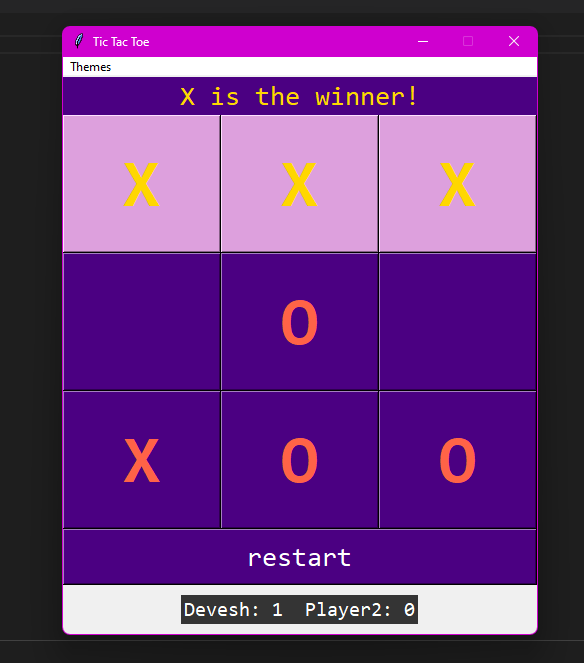 Tic Tac Toe
Themes
X is the winner!
X X X
O
X O O
restart
Devesh: 1  Player2: 0